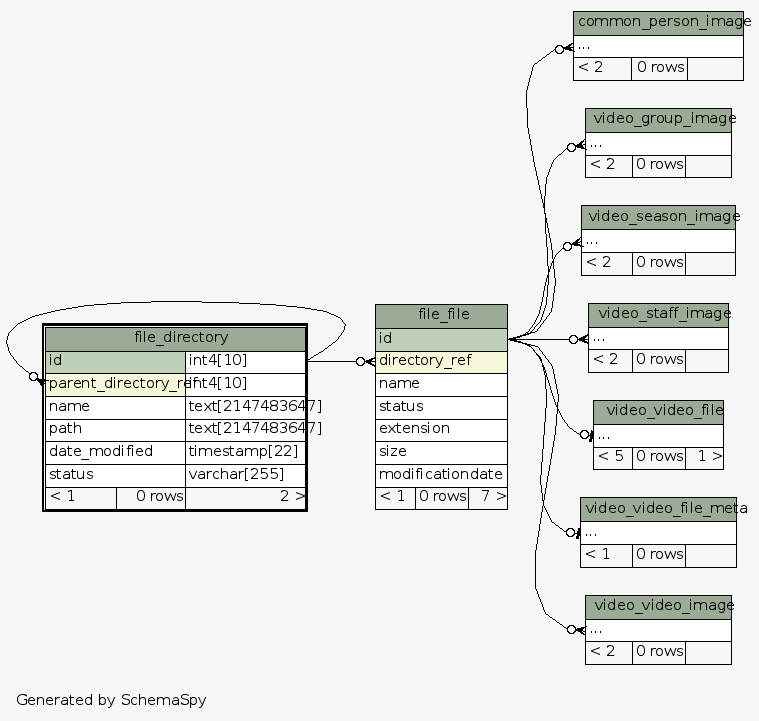 common_person_image
...
< 2 0 rows
video_group_image
...
< 2 0 rows
video_season_image
...
< 2 0 rows
file_directory
id int4[10]
parent_directory_ref int4[10]
name text[2147483647]
path text[2147483647]
date_modified timestamp[22]
status varchar[255]
< 1 0 rows 2 >
file_file
id
directory_ref
name
status
extension
size
modificationdate
< 1 0 rows 7 >
video_staff_image
...
< 2 0 rows
video_video_file
...
< 5 0 rows 1 >
video_video_file_meta
...
< 1 0 rows
video_video_image
...
< 2 0 rows
Generated by SchemaSpy